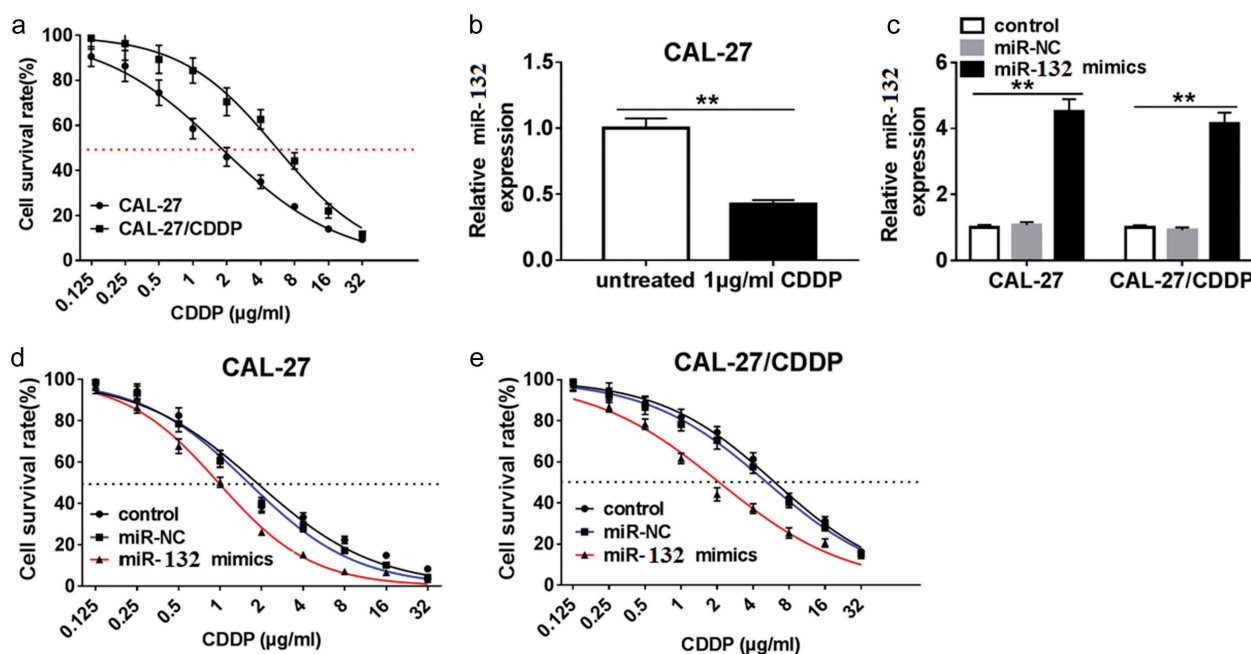 a
Cell survival rate(%)
100
80
60
40
20
0
CAL-27
CAL-27/CDDP
0.125
0.25
0.5
1
2
4
8
16
32
CDDP (μg/ml)
b
CAL-27
Relative miR-132
expression
1.5
1.0
0.5
0.0
**
untreated
1μg/ml CDDP
c
control
miR-NC
miR-132 mimics
Relative miR-132
expression
6
4
2
0
**
**
CAL-27
CAL-27/CDDP
d
CAL-27
Cell survival rate(%)
100
80
60
40
20
0
control
miR-NC
miR-132 mimics
0.125
0.25
0.5
1
2
4
8
16
32
CDDP (μg/ml)
e
CAL-27/CDDP
Cell survival rate(%)
100
80
60
40
20
0
control
miR-NC
miR-132 mimics
0.125
0.25
0.5
1
2
4
8
16
32
CDDP (μg/ml)